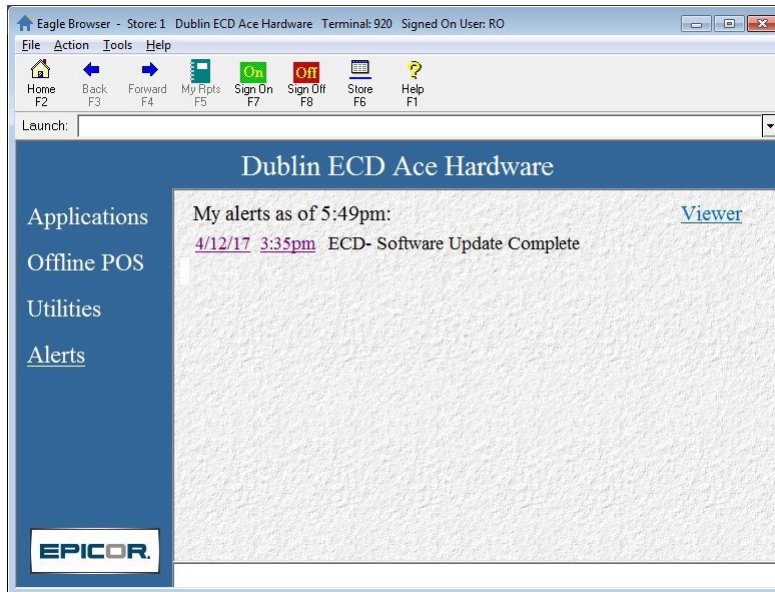 Eagle Browser - Store: 1 Dublin ECD Ace Hardware Terminal: 920 Signed On User: RO
File Action Tools Help
On Off ?
Home Back Forward My Rpts Sign On Sign Off Store Help
F2 F3 F4 F5 F7 F8 F6 F1
Launch:
Dublin ECD Ace Hardware
Applications
Offline POS
Utilities
Alerts
My alerts as of 5:49pm: Viewer
4/12/17 3:35pm ECD- Software Update Complete
EPICOR.